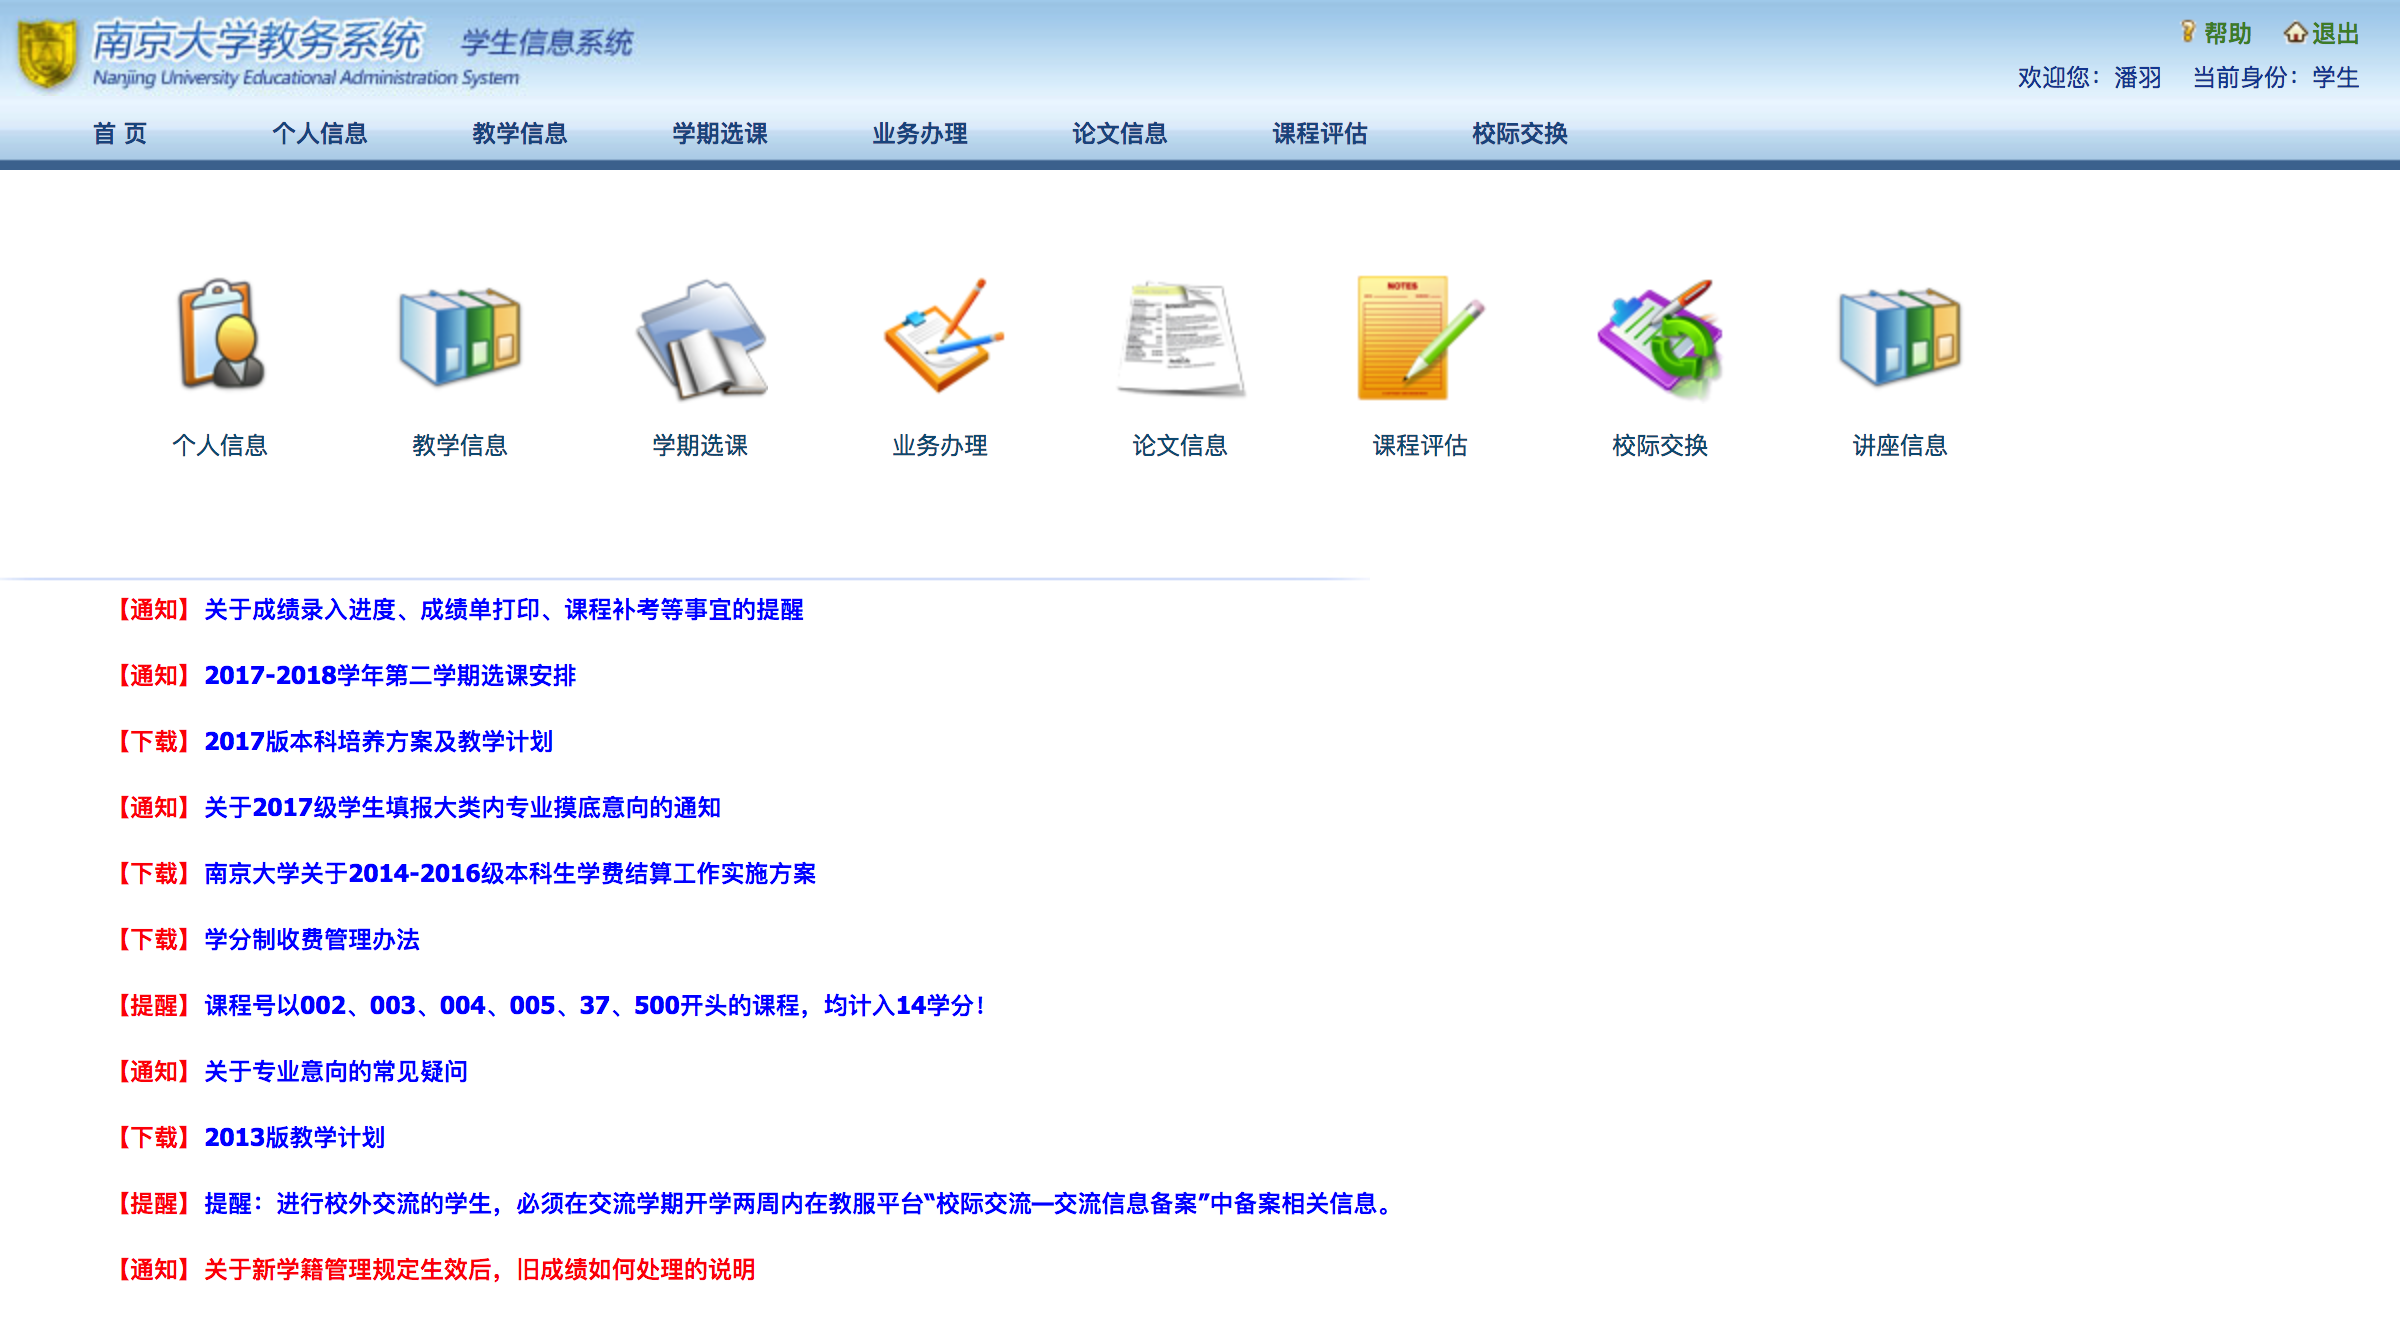 南京大学教务系统 学生信息系统
Nanjing University Educational Administration System
帮助 退出
欢迎您：潘羽 当前身份：学生
首 页 个人信息 教学信息 学期选课 业务办理 论文信息 课程评估 校际交换
NOTES
个人信息 教学信息 学期选课 业务办理 论文信息 课程评估 校际交换 讲座信息
【通知】关于成绩录入进度、成绩单打印、课程补考等事宜的提醒
【通知】2017-2018学年第二学期选课安排
【下载】2017版本科培养方案及教学计划
【通知】关于2017级学生填报大类内专业摸底意向的通知
【下载】南京大学关于2014-2016级本科生学费结算工作实施方案
【下载】学分制收费管理办法
【提醒】课程号以002、003、004、005、37、500开头的课程，均计入14学分！
【通知】关于专业意向的常见疑问
【下载】2013版教学计划
【提醒】提醒：进行校外交流的学生，必须在交流学期开学两周内在教服平台“校际交流—交流信息备案”中备案相关信息。
【通知】关于新学籍管理规定生效后，旧成绩如何处理的说明